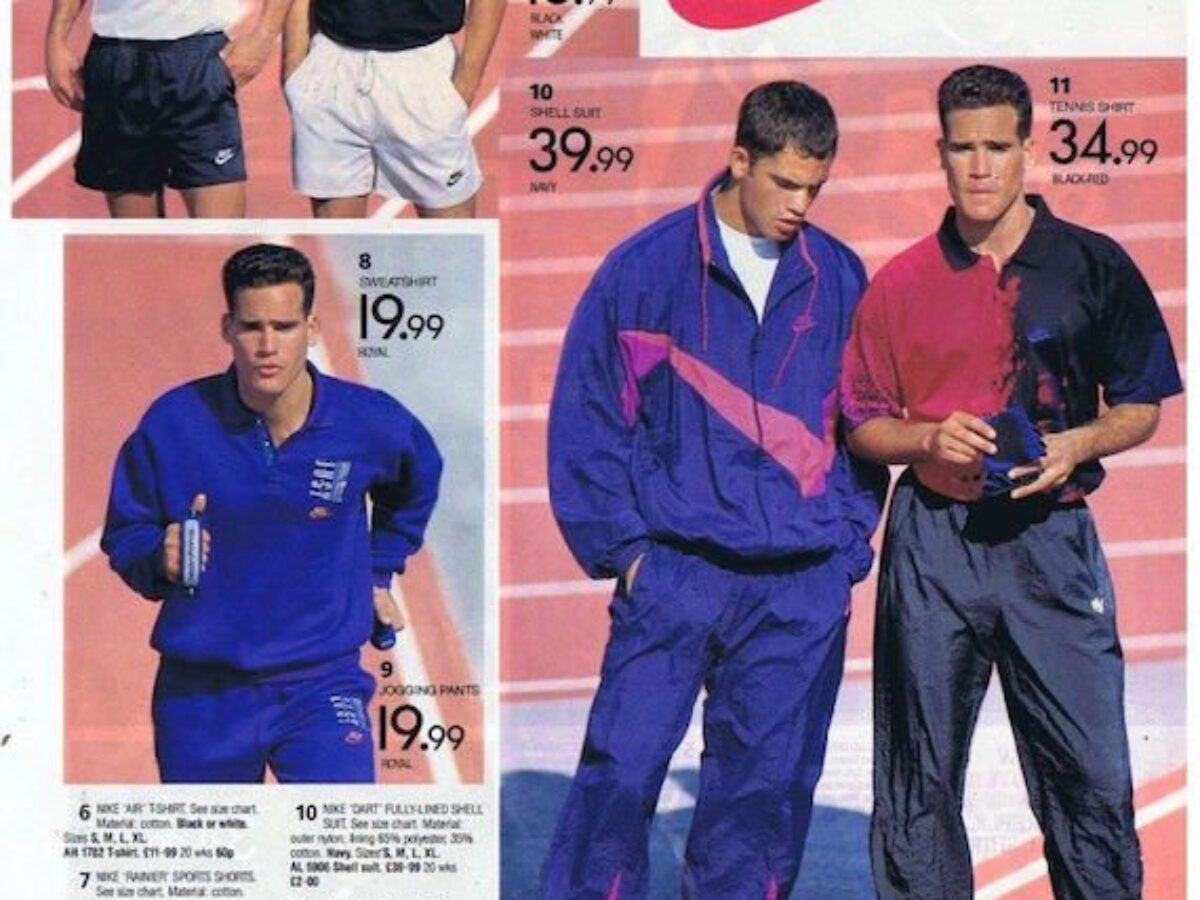 BLACK
WHITE
10
SHELL SUIT
39.99
NAVY
11
TENNIS SHIRT
34.99
BLACK-RED
8
SWEATSHIRT
19.99
ROYAL
9
JOGGING PANTS
19.99
ROYAL
6 NIKE 'AIR' T-SHIRT. See size chart.
Material: cotton. Black or white.
Sizes S, M, L, XL.
AH 1782 T-shirt. £11·99 20 wks 60p
7 NIKE 'RAINIER' SPORTS SHORTS.
See size chart. Material: cotton.
10 NIKE 'DART' FULLY-LINED SHELL
SUIT. See size chart. Material:
outer nylon; lining 65% polyester, 35%
cotton. Navy. Sizes S, M, L, XL.
AL 5906 Shell suit. £39·99 20 wks
£2·00